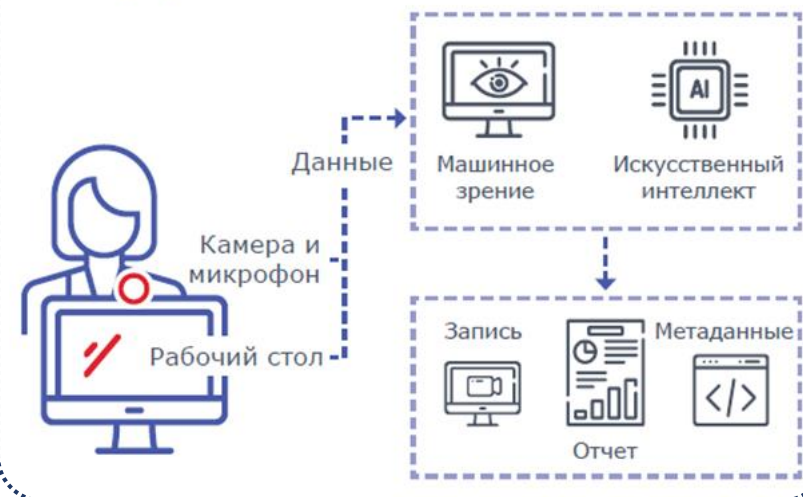 Данные
Камера и
микрофон
Рабочий стол
Машинное
зрение
AI
Искусственный
интеллект
Запись
Метаданные
</>
Отчет